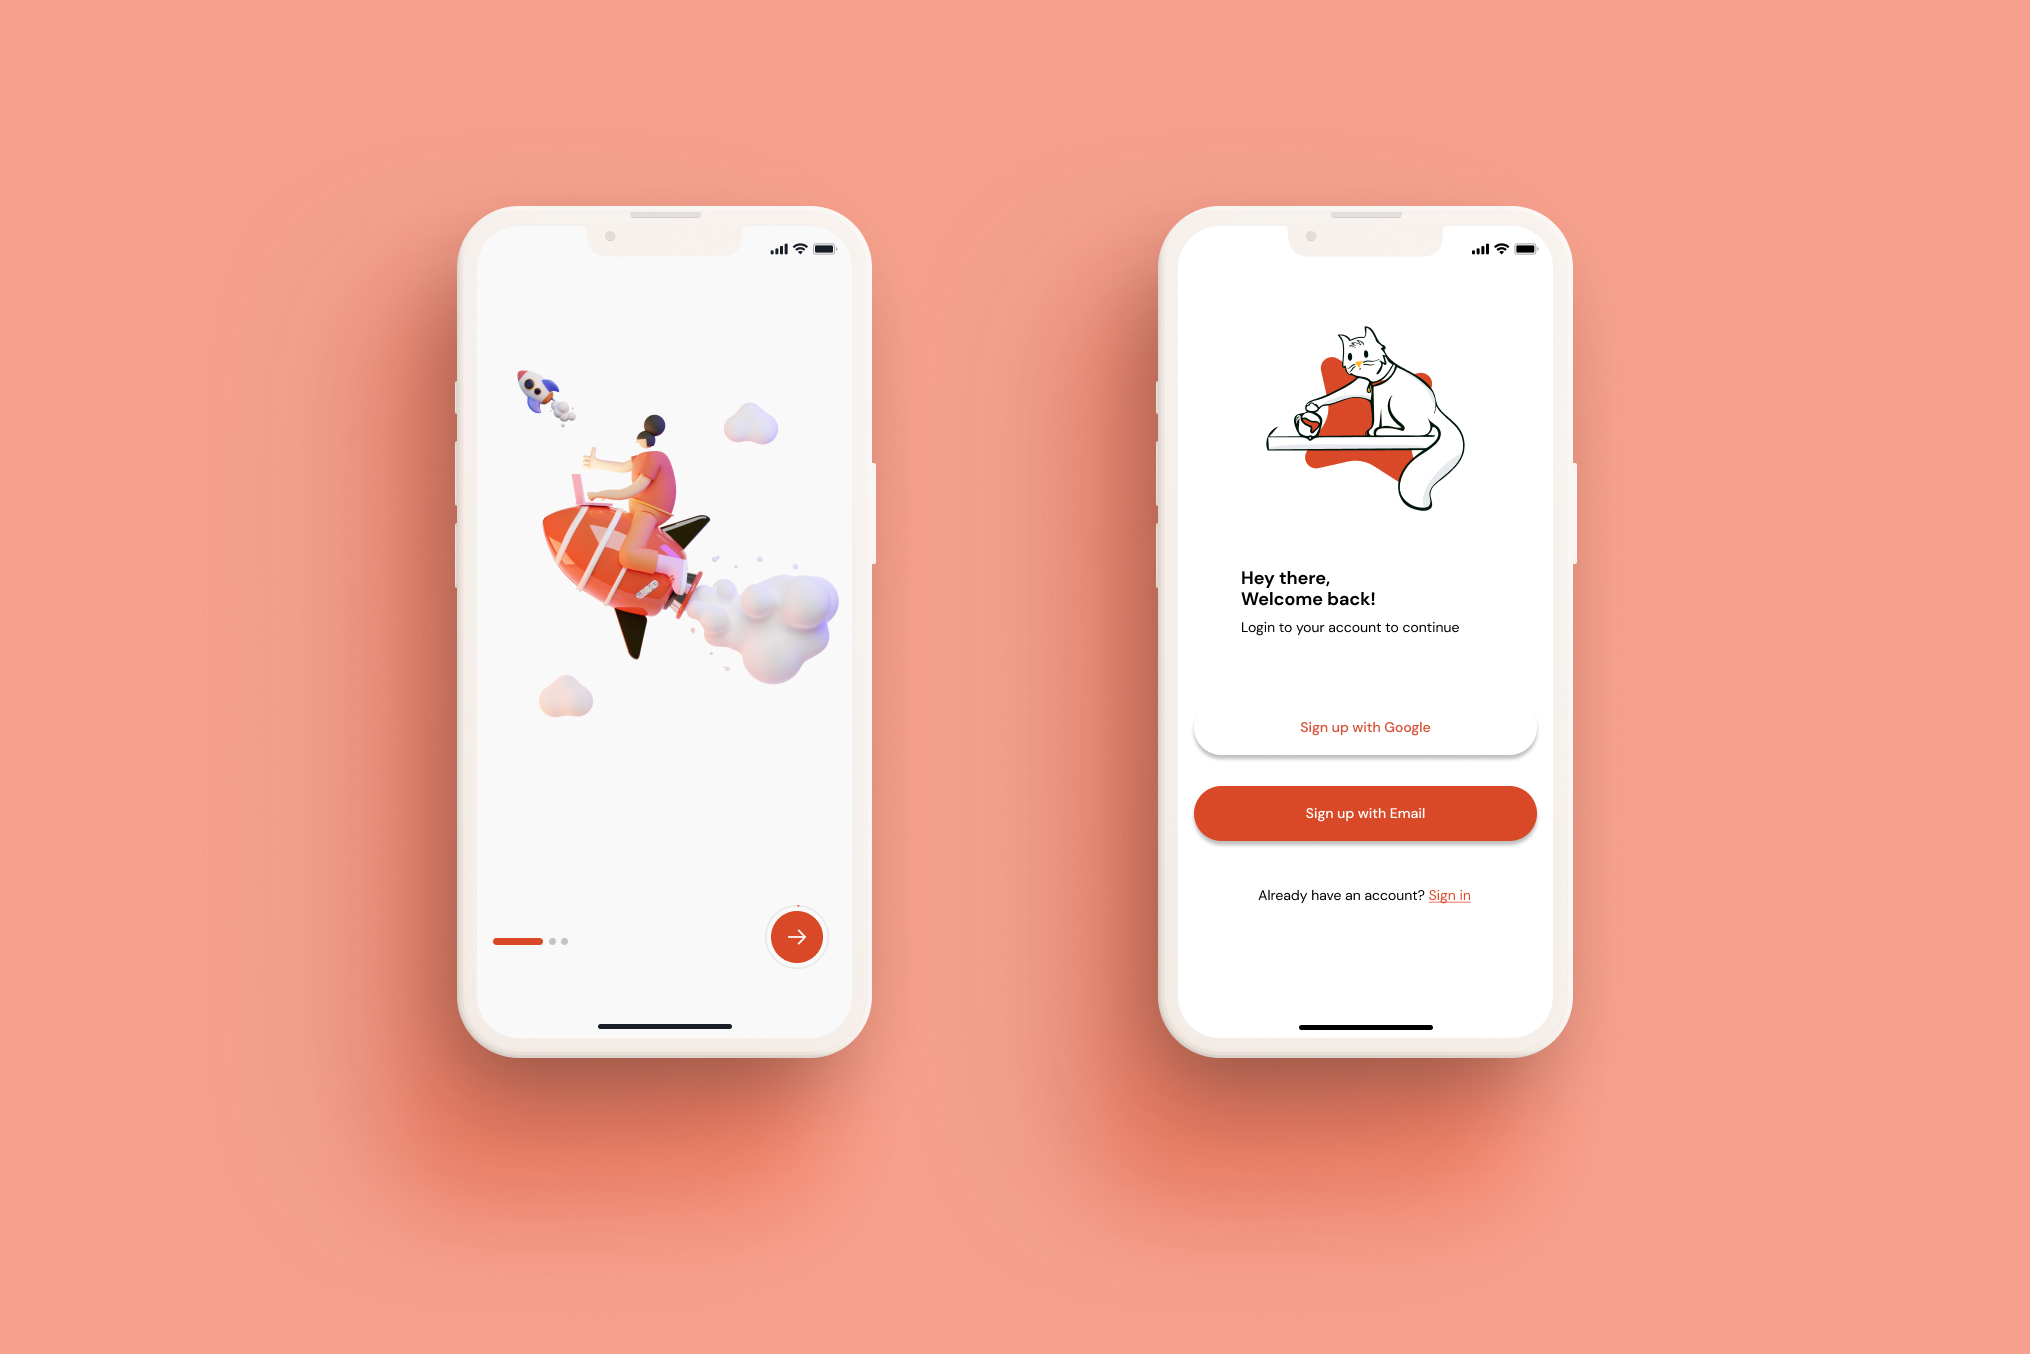 Hey there,
Welcome back!
Login to your account to continue
Sign up with Google
Sign up with Email
Already have an account? Sign in